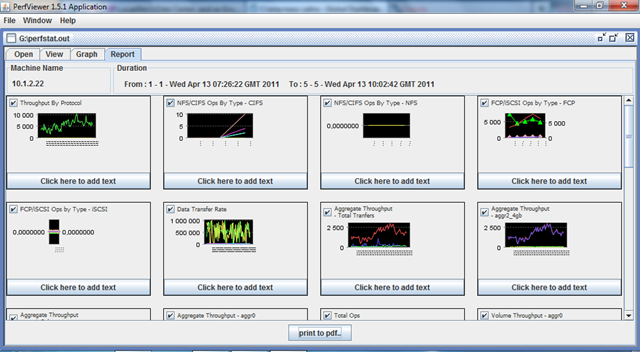 PerfViewer 1.5.1 Application
File Window Help
G:\perfstat.out
Open View Graph Report
Machine Name Duration
10.1.2.22 From : 1 - 1 - Wed Apr 13 07:26:22 GMT 2011 To : 5 - 5 - Wed Apr 13 10:02:42 GMT 2011
Throughput By Protocol NFS/CIFS Ops By Type - CIFS NFS/CIFS Ops By Type - NFS FCP/iSCSI Ops by Type - FCP
10 000 10 5 000
5 000 5 0,0000000 5 000
0 0 0 0
Click here to add text Click here to add text Click here to add text Click here to add text
FCP/iSCSI Ops by Type - iSCSI Data Transfer Rate Aggregate Throughput Aggregate Throughput
- Total Tranfers - aggr2_4gb
1 000 000
0,0000000 0,0000000 500 000 2 500 2 500
0 0 0
Click here to add text Click here to add text Click here to add text Click here to add text
Aggregate Throughput Aggregate Throughput - aggr0 Total Ops Volume Throughput - aggr0
print to pdf..